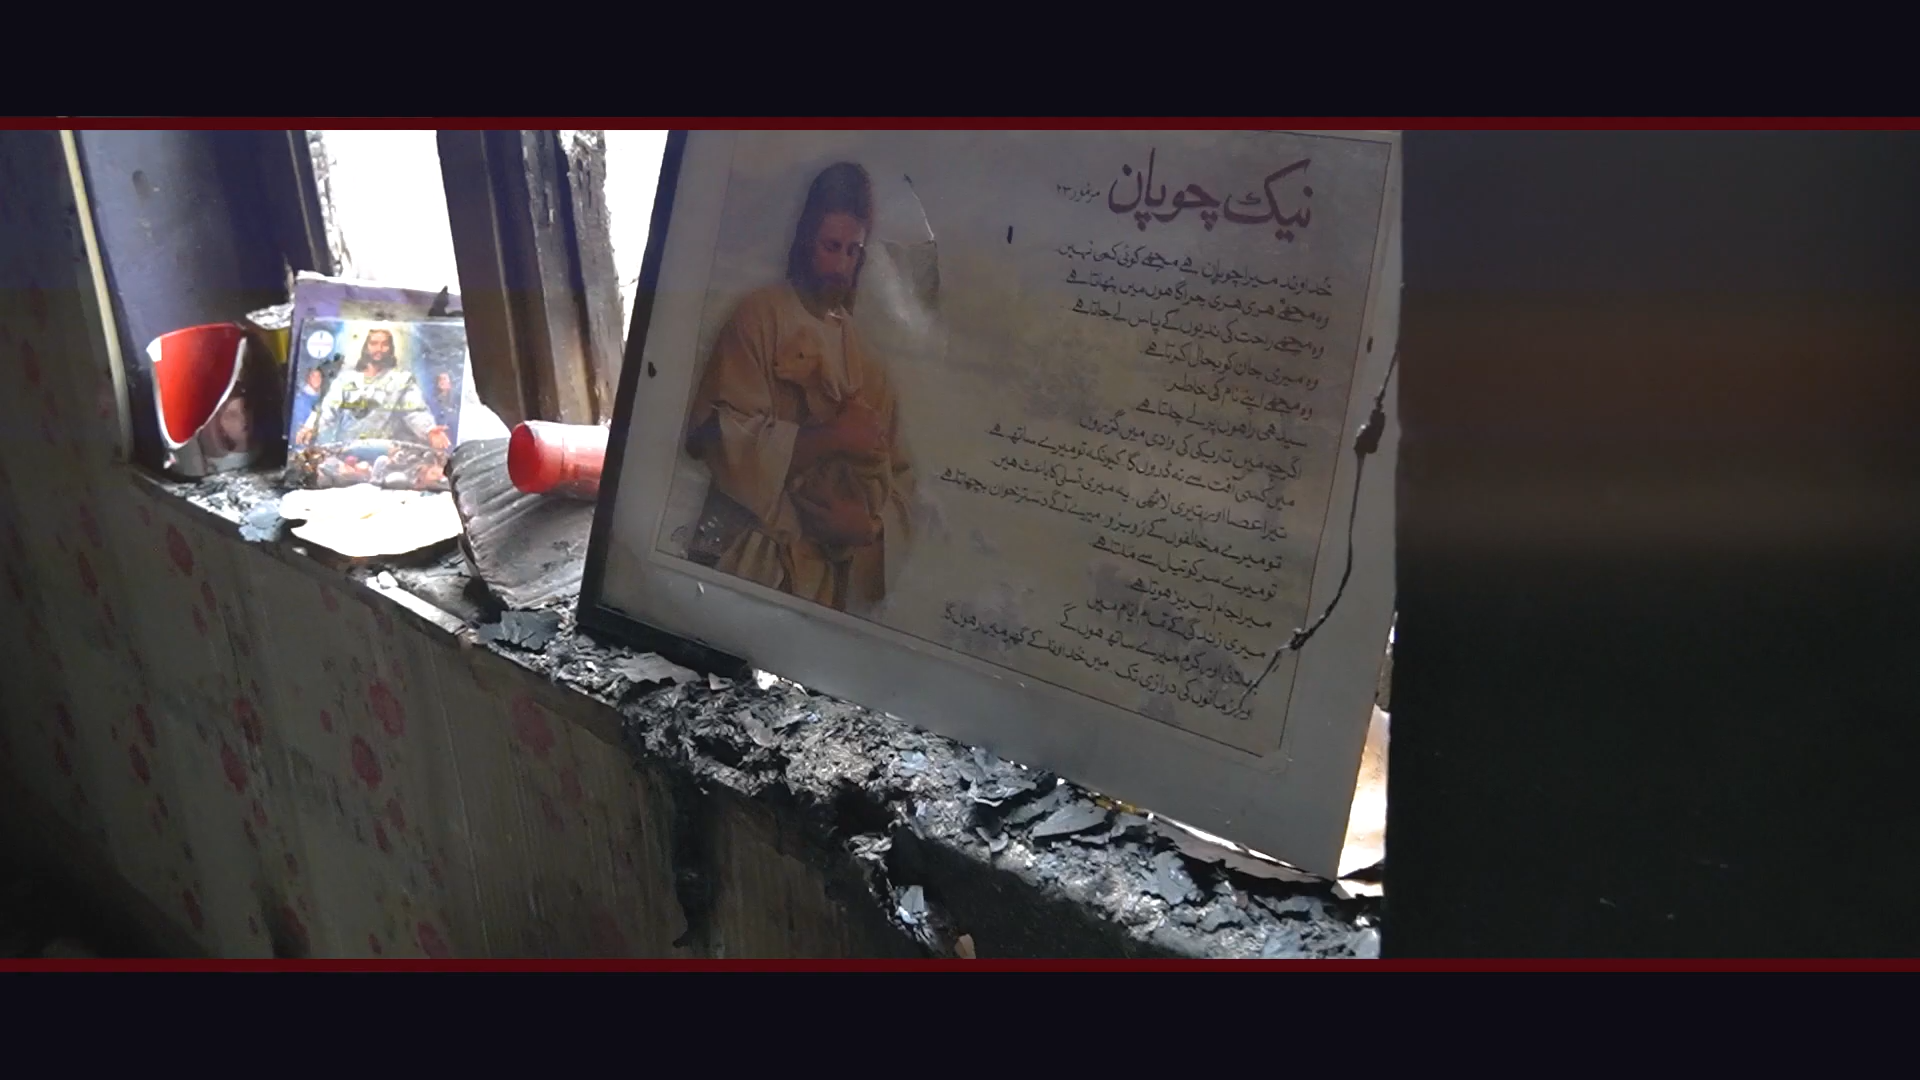 نیک چوپان مزمور ۲۳
خداوند میرا چوپان ہے مجھے کوئی کمی نہیں
وہ مجھے ہری ہری چراگاہوں میں بٹھاتا ہے
وہ مجھے راحت کی ندیوں کے پاس لے جاتا ہے
وہ میری جان کو بحال کرتا ہے
وہ مجھے اپنے نام کی خاطر
سیدھی راہوں پر لے چلتا ہے
اگرچہ میں تاریکی کی وادی میں گزروں
میں کسی آفت سے نہ ڈروں گا کیونکہ تو میرے ساتھ ہے
تیرا عصا اور تیری لاٹھی۔ یہ میری تسلی کا باعث ہیں۔
تو میرے مخالفوں کے روبرو میرے آگے دسترخوان بچھاتا ہے
تو میرے سر کو تیل سے ملتا ہے
میرا جام لبریز ہوتا ہے
میری زندگی کے تمام ایام میں
بھلائی اور کرم میرے ساتھ ہوں گے۔
زمانوں کی درازی تک۔ میں خداوند کے گھر میں رہوں گا